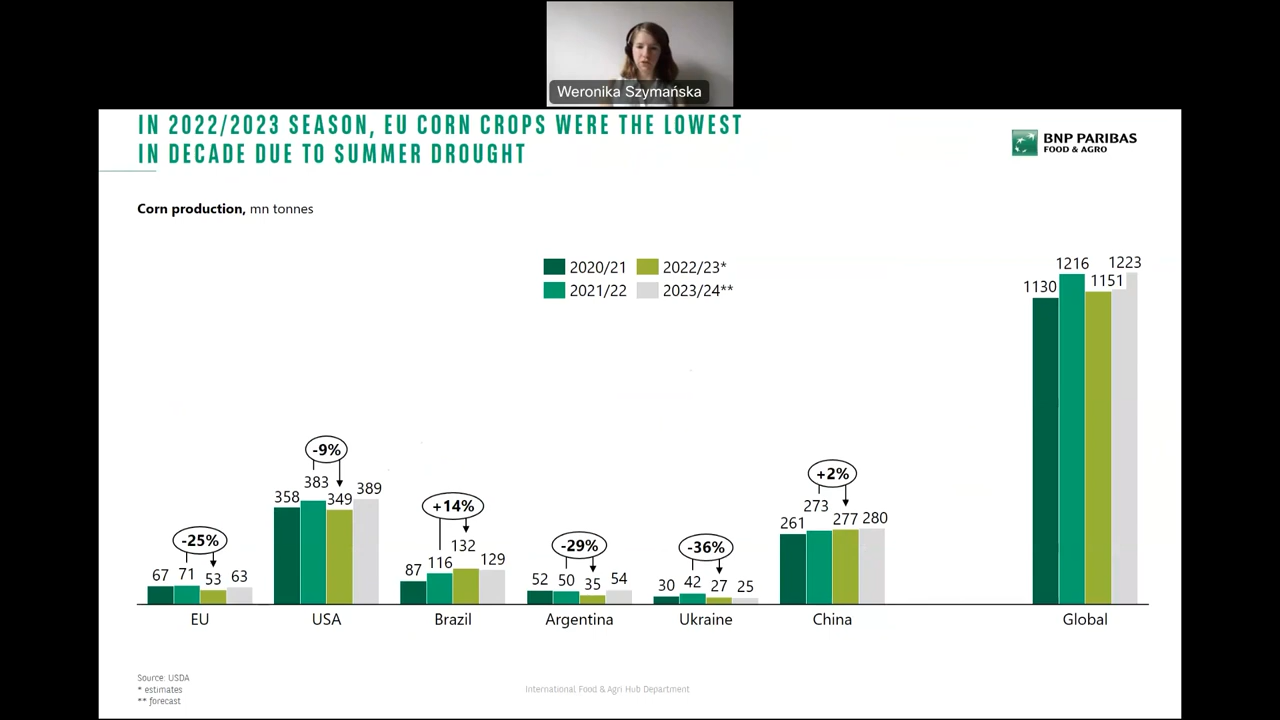 Weronika Szymańska
IN 2022/2023 SEASON, EU CORN CROPS WERE THE LOWEST
IN DECADE DUE TO SUMMER DROUGHT
BNP PARIBAS
FOOD & AGRO
Corn production, mn tonnes
2020/21 2022/23*
2021/22 2023/24**
-25%
67 71 53 63
EU
-9%
358 383 349 389
USA
+14%
87 116 132 129
Brazil
-29%
52 50 35 54
Argentina
-36%
30 42 27 25
Ukraine
+2%
261 273 277 280
China
1130 1216 1151 1223
Global
Source: USDA
* estimates
** forecast
International Food & Agri Hub Department